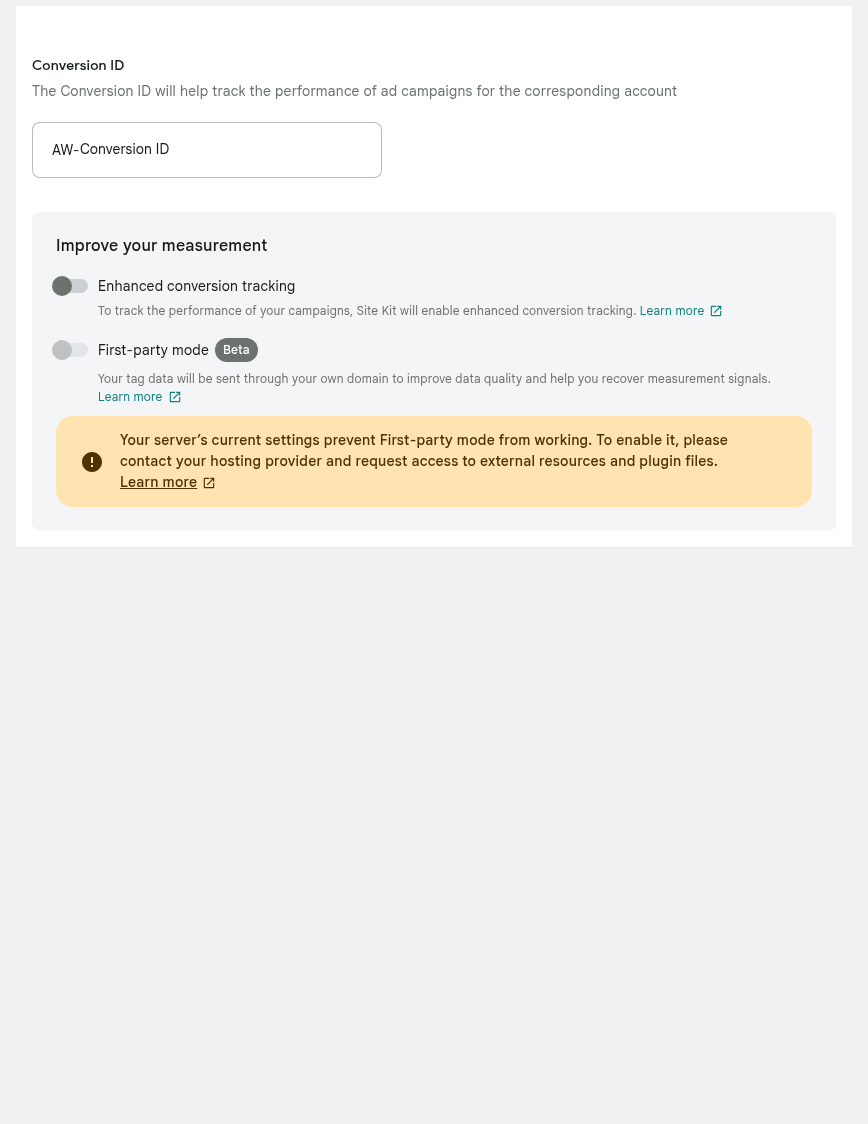 Conversion ID
The Conversion ID will help track the performance of ad campaigns for the corresponding account
AW-Conversion ID
Improve your measurement
Enhanced conversion tracking
To track the performance of your campaigns, Site Kit will enable enhanced conversion tracking. Learn more
First-party mode Beta
Your tag data will be sent through your own domain to improve data quality and help you recover measurement signals.
Learn more
Your server’s current settings prevent First-party mode from working. To enable it, please
contact your hosting provider and request access to external resources and plugin files.
Learn more